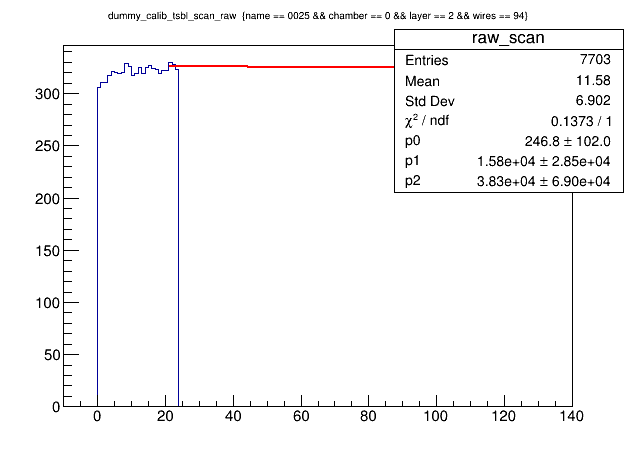 dummy_calib_tsbl_scan_raw {name == 0025 && chamber == 0 && layer == 2 && wires == 94}
raw_scan
Entries 7703
Mean 11.58
Std Dev 6.902
χ² / ndf 0.1373 / 1
p0 246.8 ± 102.0
p1 1.58e+04 ± 2.85e+04
p2 3.83e+04 ± 6.90e+04
300
250
200
150
100
50
0
0 20 40 60 80 100 120 140